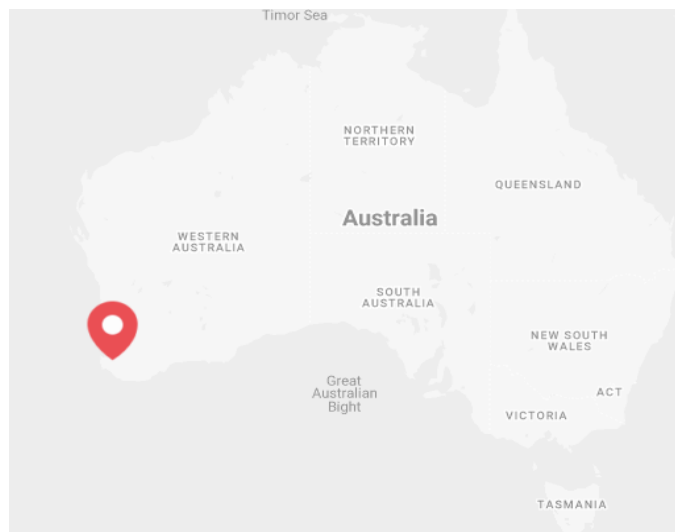 Timor Sea
NORTHERN
TERRITORY
QUEENSLAND
Australia
WESTERN
AUSTRALIA
SOUTH
AUSTRALIA
NEW SOUTH
WALES
Great
Australian
Bight
ACT
VICTORIA
TASMANIA